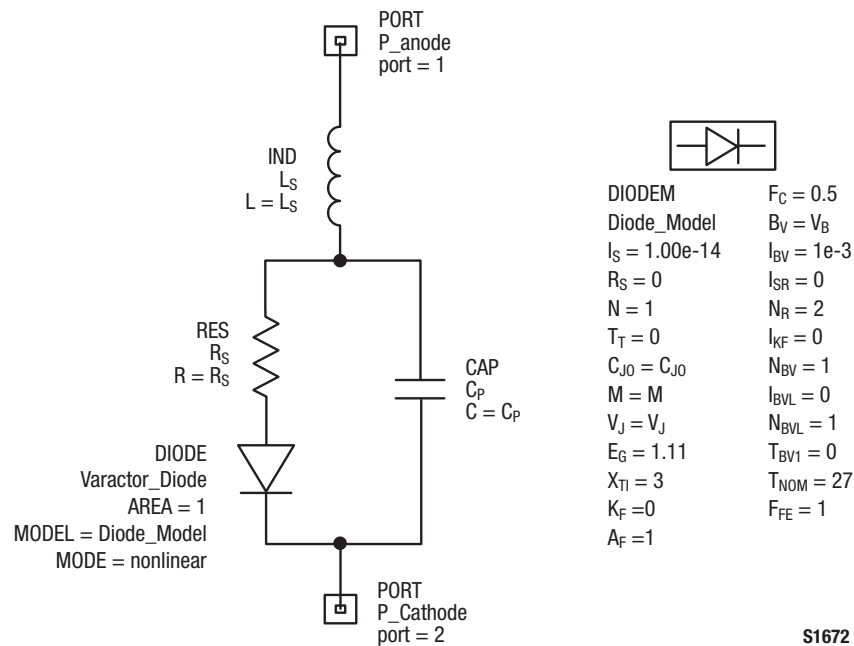 PORT
P_anode
port = 1
IND
LS
L = LS
RES
RS
R = RS
CAP
CP
C = CP
DIODE
Varactor_Diode
AREA = 1
MODEL = Diode_Model
MODE = nonlinear
PORT
P_Cathode
port = 2
DIODEM
Diode_Model
IS = 1.00e-14
RS = 0
N = 1
TT = 0
CJ0 = CJ0
M = M
VJ = VJ
EG = 1.11
XTI = 3
KF =0
AF =1
FC = 0.5
BV = VB
IBV = 1e-3
ISR = 0
NR = 2
IKF = 0
NBV = 1
IBVL = 0
NBVL = 1
TBV1 = 0
TNOM = 27
FFE = 1
S1672